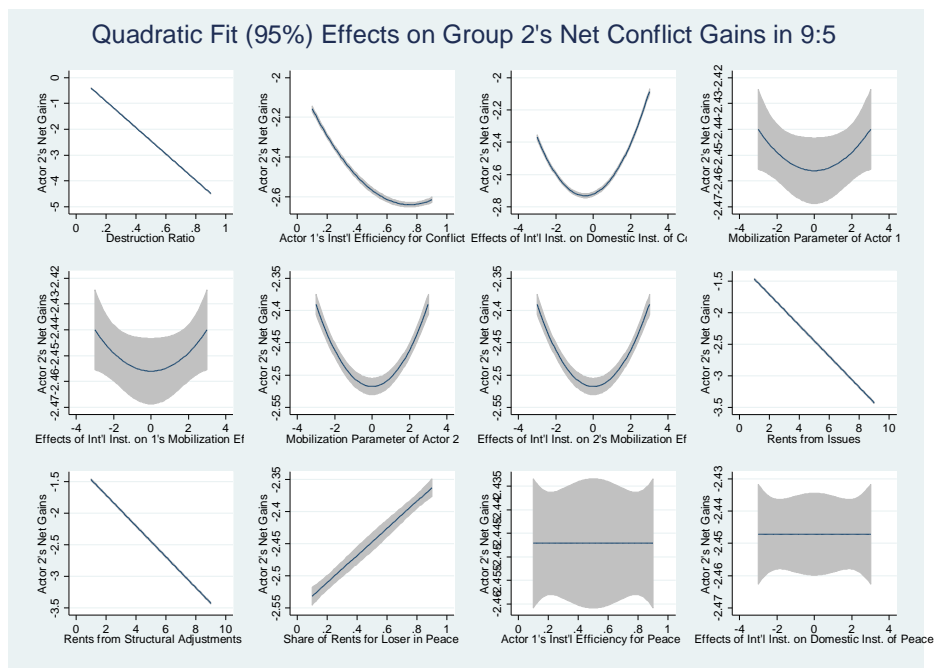 Quadratic Fit (95%) Effects on Group 2's Net Conflict Gains in 9:5
Actor 2's Net Gains
0
-1
-2
-3
-4
-5
0 .2 .4 .6 .8 1
Destruction Ratio
Actor 2's Net Gains
-2
-2.2
-2.4
-2.6
0 .2 .4 .6 .8 1
Actor 1's Inst'l Efficiency for Conflict
Actor 2's Net Gains
-2
-2.2
-2.4
-2.6
-2.8
-4 -2 0 2 4
Effects of Int'l Inst. on Domestic Inst. of Co
Actor 2's Net Gains
-2.42
-2.43
-2.44
-2.45
-2.46
-2.47
-4 -2 0 2 4
Mobilization Parameter of Actor 1
Actor 2's Net Gains
-2.42
-2.43
-2.44
-2.45
-2.46
-2.47
-4 -2 0 2 4
Effects of Int'l Inst. on 1's Mobilization Ef
Actor 2's Net Gains
-2.35
-2.4
-2.45
-2.5
-2.55
-4 -2 0 2 4
Mobilization Parameter of Actor 2
Actor 2's Net Gains
-2.35
-2.4
-2.45
-2.5
-2.55
-4 -2 0 2 4
Effects of Int'l Inst. on 2's Mobilization Ef
Actor 2's Net Gains
-1.5
-2
-2.5
-3
-3.5
0 2 4 6 8 10
Rents from Issues
Actor 2's Net Gains
-1.5
-2
-2.5
-3
-3.5
0 2 4 6 8 10
Rents from Structural Adjustments
Actor 2's Net Gains
-2.35
-2.4
-2.45
-2.5
-2.55
0 .2 .4 .6 .8 1
Share of Rents for Loser in Peace
Actor 2's Net Gains
-2.435
-2.44
-2.445
-2.45
-2.455
-2.46
0 .2 .4 .6 .8 1
Actor 1's Inst'l Efficiency for Peace
Actor 2's Net Gains
-2.43
-2.44
-2.45
-2.46
-2.47
-4 -2 0 2 4
Effects of Int'l Inst. on Domestic Inst. of Peace